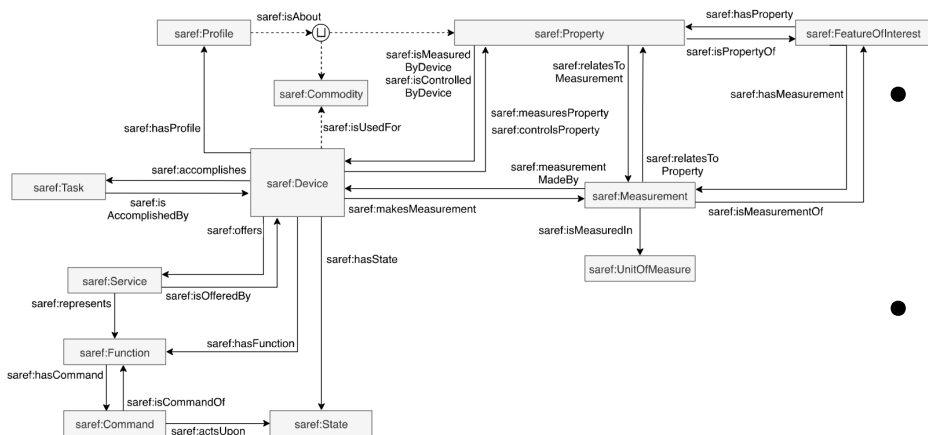 saref:isAbout
saref:hasProperty
saref:Profile
saref:Property
saref:FeatureOfInterest
saref:isPropertyOf
saref:isMeasured
ByDevice
saref:isControlled
ByDevice
saref:relatesTo
Measurement
saref:hasMeasurement
saref:Commodity
saref:measuresProperty
saref:controlsProperty
saref:hasProfile
saref:isUsedFor
saref:accomplishes
saref:measurement
MadeBy
saref:relatesTo
Property
saref:Task
saref:Device
saref:Measurement
saref:is
AccomplishedBy
saref:makesMeasurement
saref:isMeasurementOf
saref:offers
saref:isMeasuredIn
saref:hasState
saref:UnitOfMeasure
saref:Service
saref:isOfferedBy
saref:represents
saref:hasFunction
saref:Function
saref:hasCommand
saref:isCommandOf
saref:Command
saref:actsUpon
saref:State